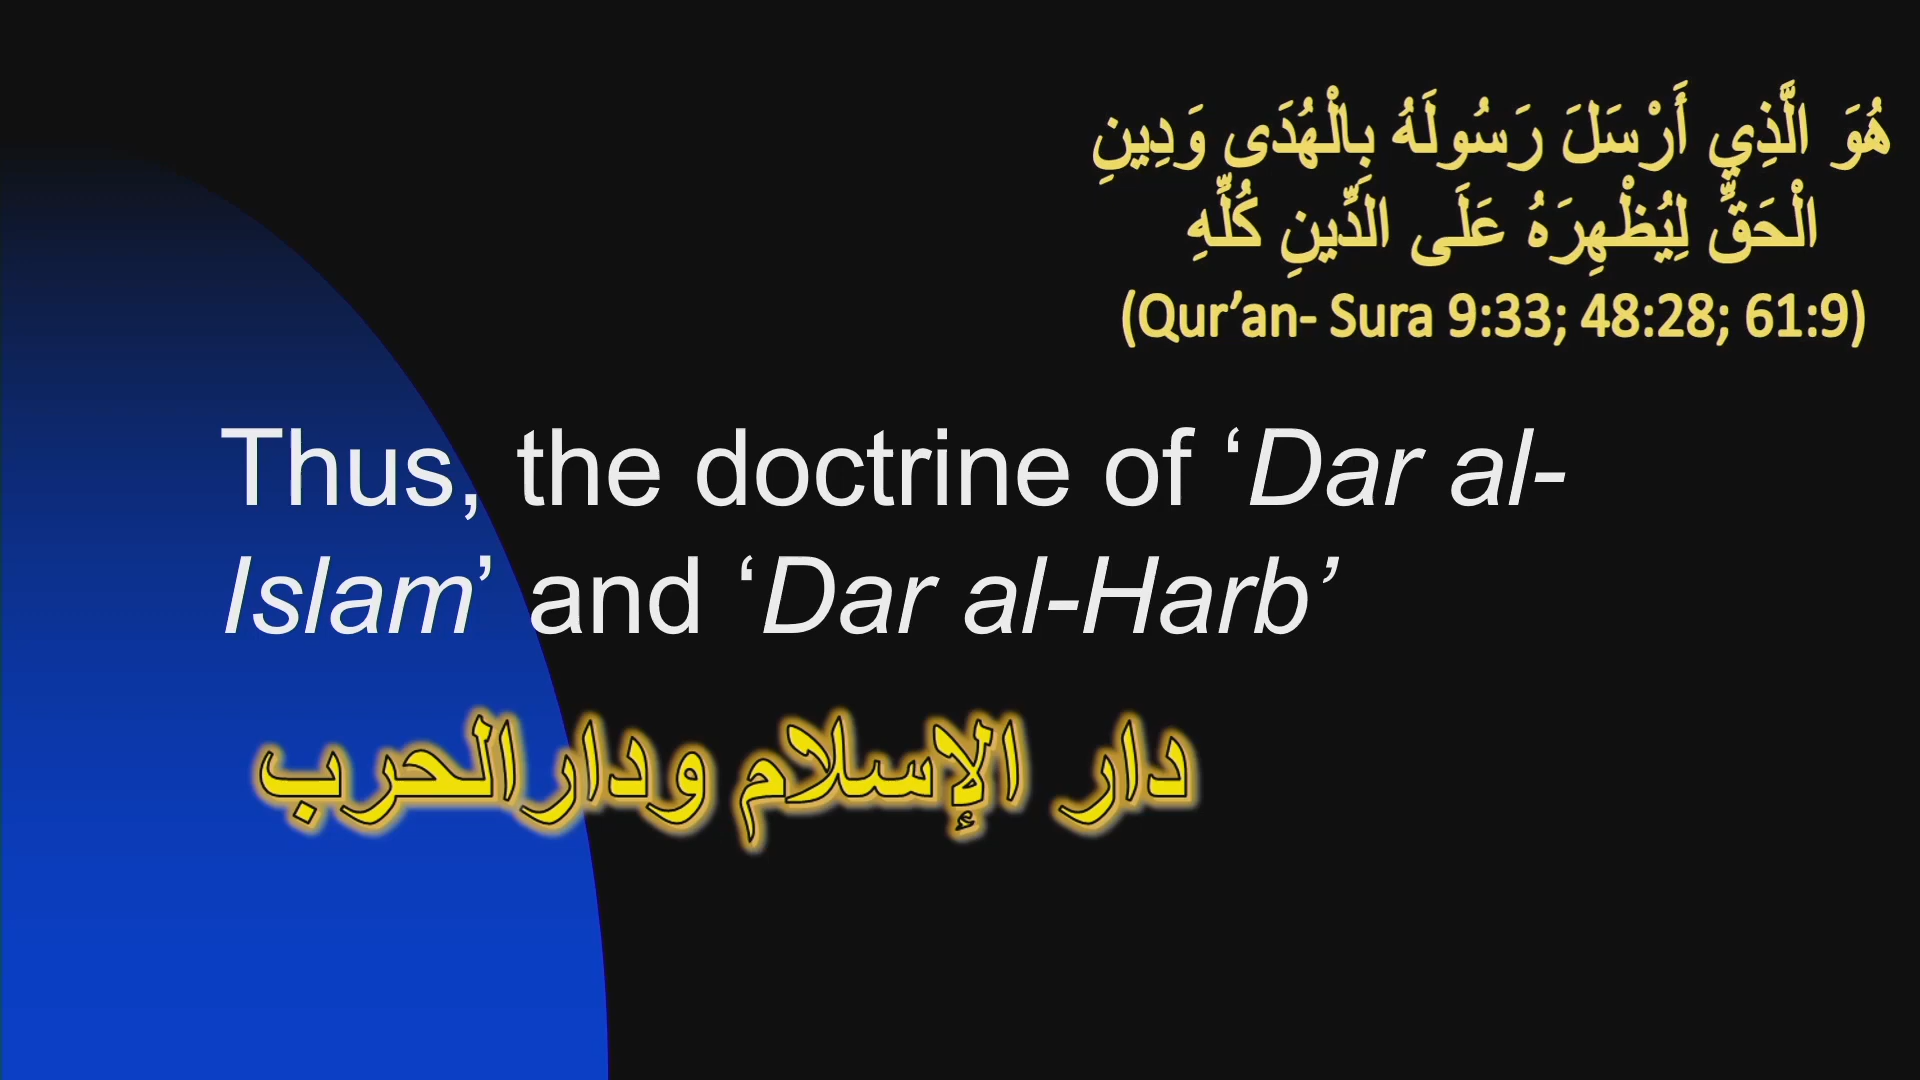 هُوَ الَّذِي أَرْسَلَ رَسُولَهُ بِالْهُدَى وَدِينِ
الْحَقِّ لِيُظْهِرَهُ عَلَى الدِّينِ كُلِّهِ
(Qur’an- Sura 9:33; 48:28; 61:9)
Thus, the doctrine of ‘Dar al-
Islam’ and ‘Dar al-Harb’
دار الإسلام ودارالحرب